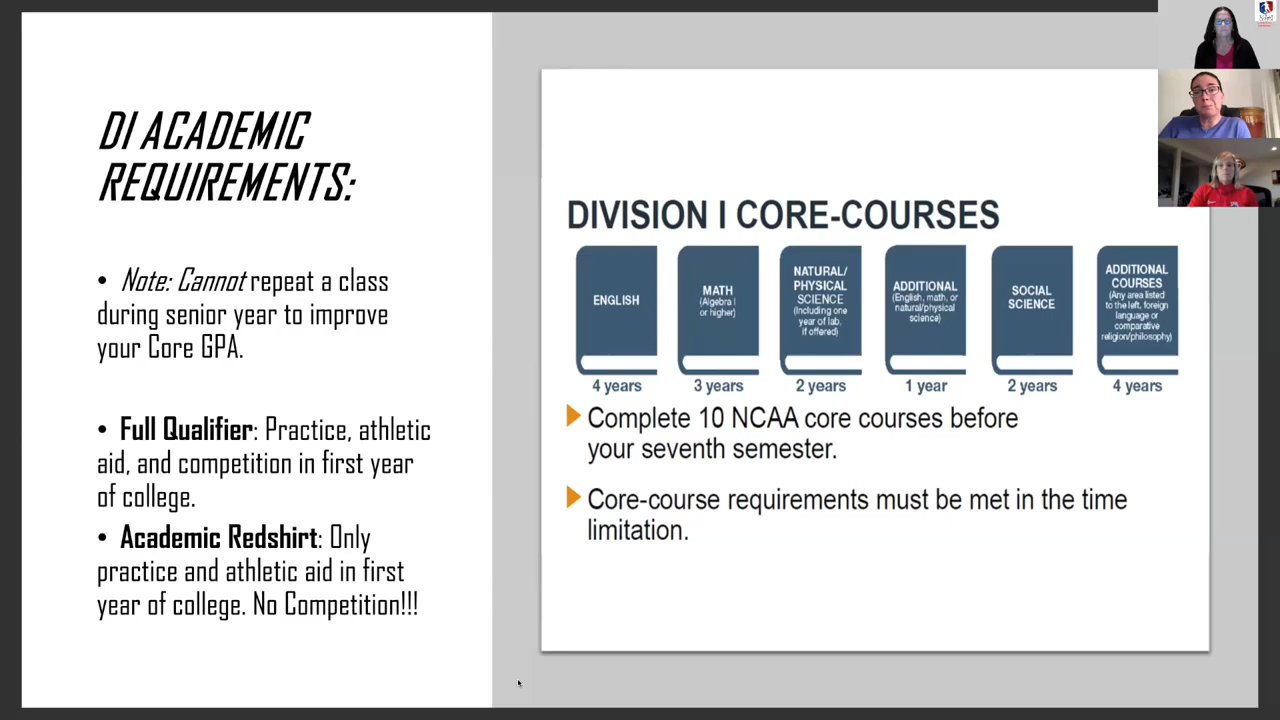 DI ACADEMIC
REQUIREMENTS:
• Note: Cannot repeat a class
during senior year to improve
your Core GPA.
• Full Qualifier: Practice, athletic
aid, and competition in first year
of college.
• Academic Redshirt: Only
practice and athletic aid in first
year of college. No Competition!!!
DIVISION I CORE-COURSES
ENGLISH
4 years
MATH
(Algebra I
or higher)
3 years
NATURAL/
PHYSICAL
SCIENCE
(Including one
year of lab,
if offered)
2 years
ADDITIONAL
(English, math, or
natural/physical
science)
1 year
SOCIAL
SCIENCE
2 years
ADDITIONAL
COURSES
(Any area listed
to the left, foreign
language or
comparative
religion/philosophy)
4 years
Complete 10 NCAA core courses before
your seventh semester.
Core-course requirements must be met in the time
limitation.